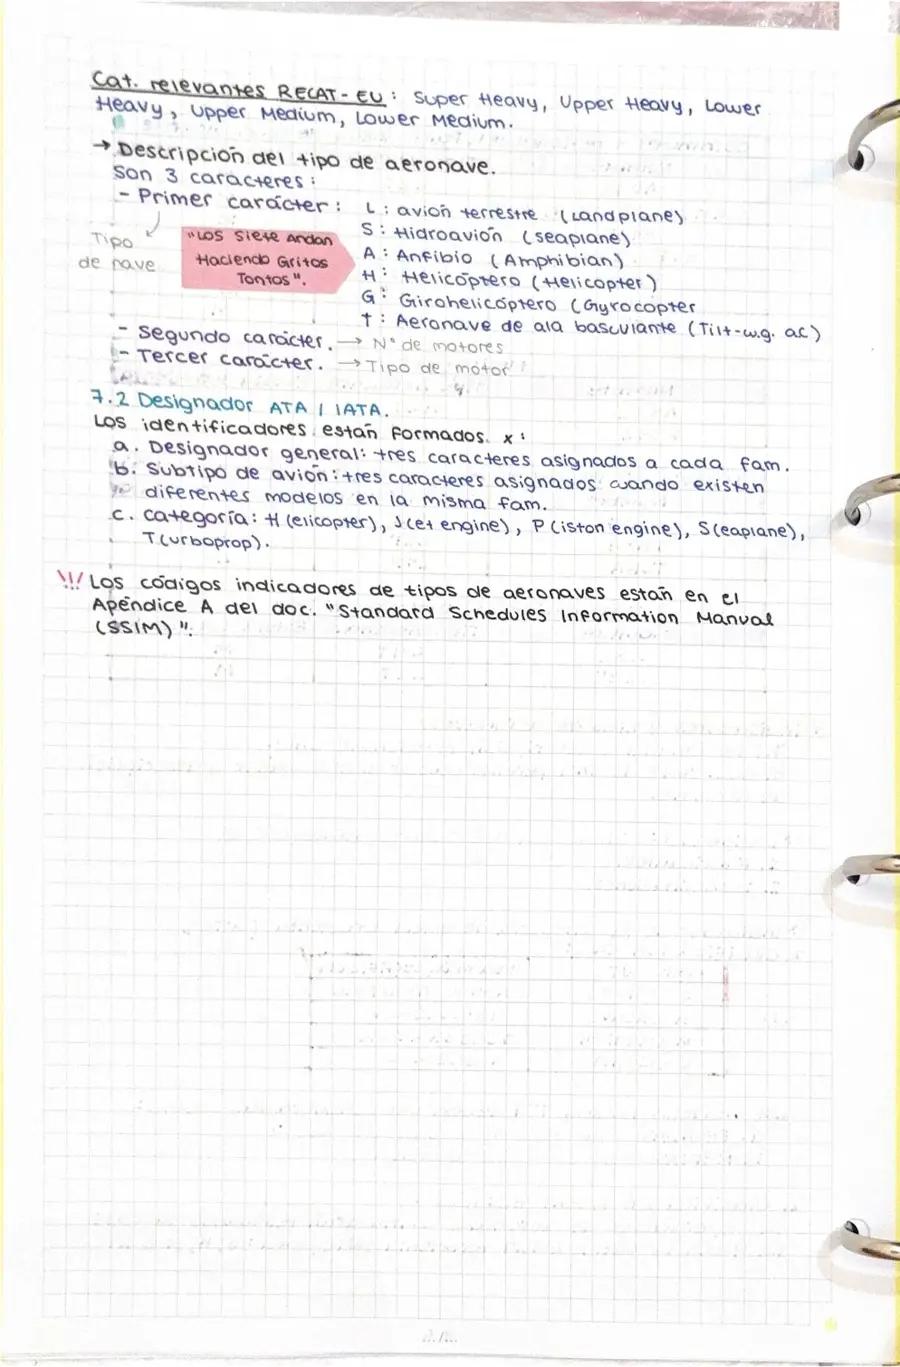 Cat. relevantes RECAT-EU: Super Heavy, Upper Heavy, Lower
Heavy, Upper Medium, Lower Medium.
→ Descripción del tipo de aeronave.
Son 3 caracteres:
- Primer carácter: L: avión terrestre (Landplane)
S: Hidroavión (Seaplane)
Tipo de nave
"Los Siete Andan
Haciendo Gritos
Tontos".
A: Anfibio (Amphibian)
H: Helicóptero (Helicopter)
G: Girohelicóptero (Gyrocopter
T: Aeronave de ala basculante (Tilt-w.g. ac)
- Segundo carácter. → Nº de motores
- Tercer carácter. → Tipo de motor
7.2 Designador ATA / IATA.
Los identificadores están formados x:
a. Designador general: tres caracteres asignados a cada fam.
b. Subtipo de avión: tres caracteres asignados cuando existen
diferentes modelos en la misma fam.
c. Categoría: H(elicopter), J(et engine), P(iston engine), S(eaplane),
T(urboprop).
!!! Los códigos indicadores de tipos de aeronaves están en el
Apéndice A del doc. "Standard Schedules Information Manual
(SSIM)".